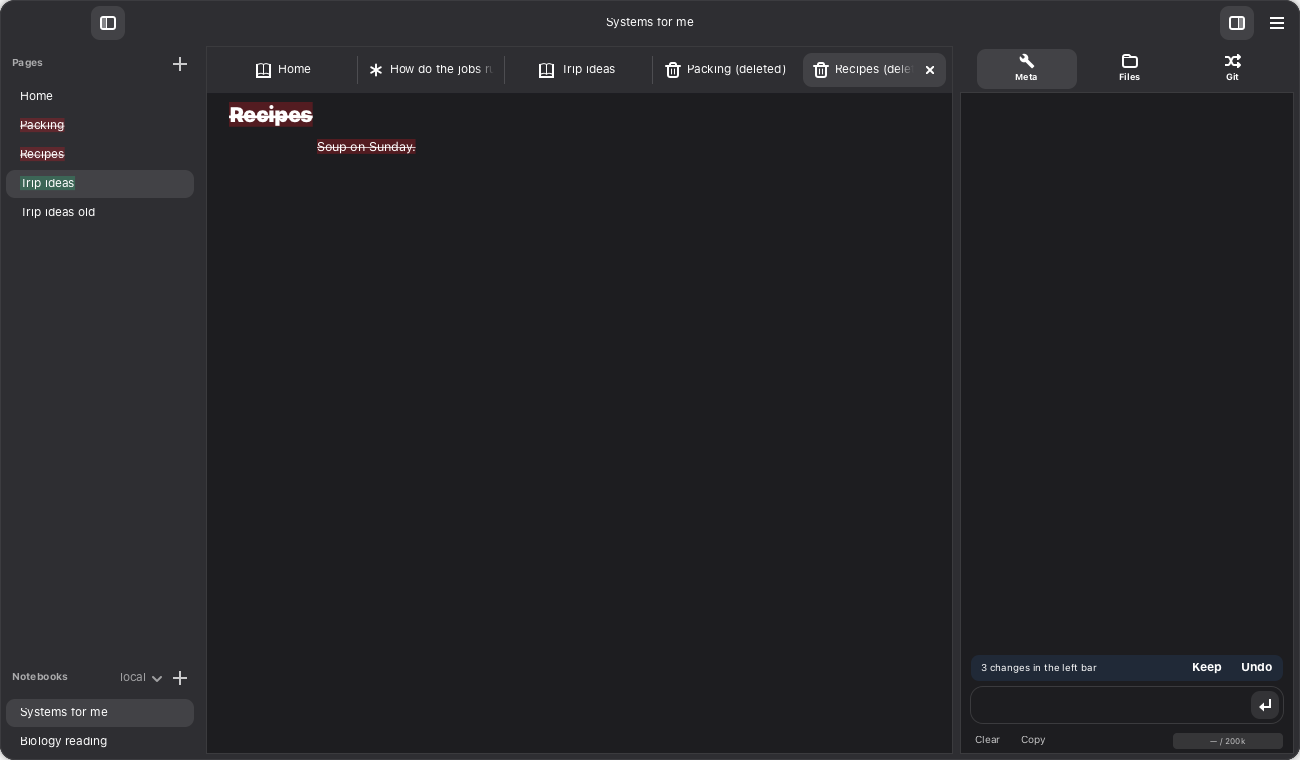 Systems for me
Pages
Home
Packing
Recipes
Trip ideas
Trip ideas old
Notebooks
local
Systems for me
Biology reading
Home
How do the jobs
Trip ideas
Packing (deleted)
Recipes (dele
Recipes
Soup on Sunday.
Meta
Files
Git
3 changes in the left bar
Keep
Undo
Clear
Copy
— / 200k